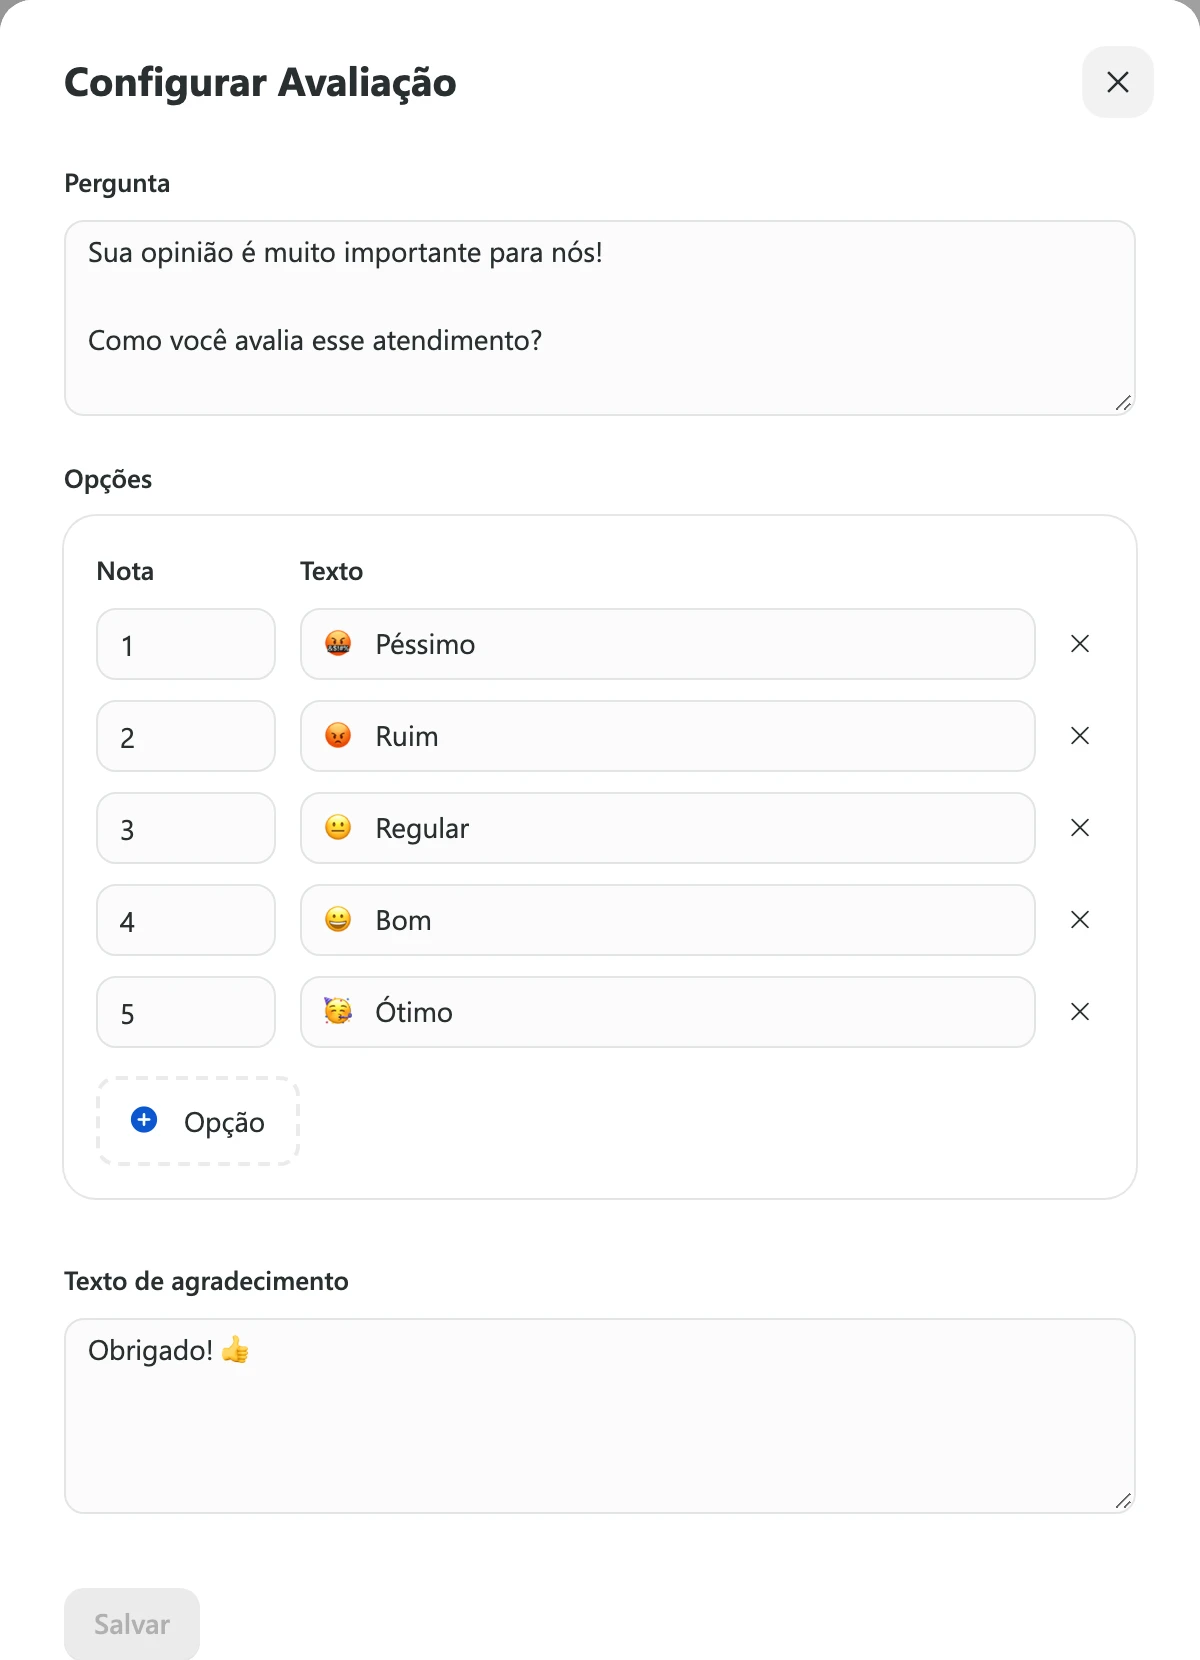 Configurar Avaliação
Pergunta
Sua opinião é muito importante para nós!
Como você avalia esse atendimento?
Opções
Nota Texto
1 🤬 Péssimo
2 😡 Ruim
3 😐 Regular
4 😀 Bom
5 🥳 Ótimo
Opção
Texto de agradecimento
Obrigado! 👍
Salvar